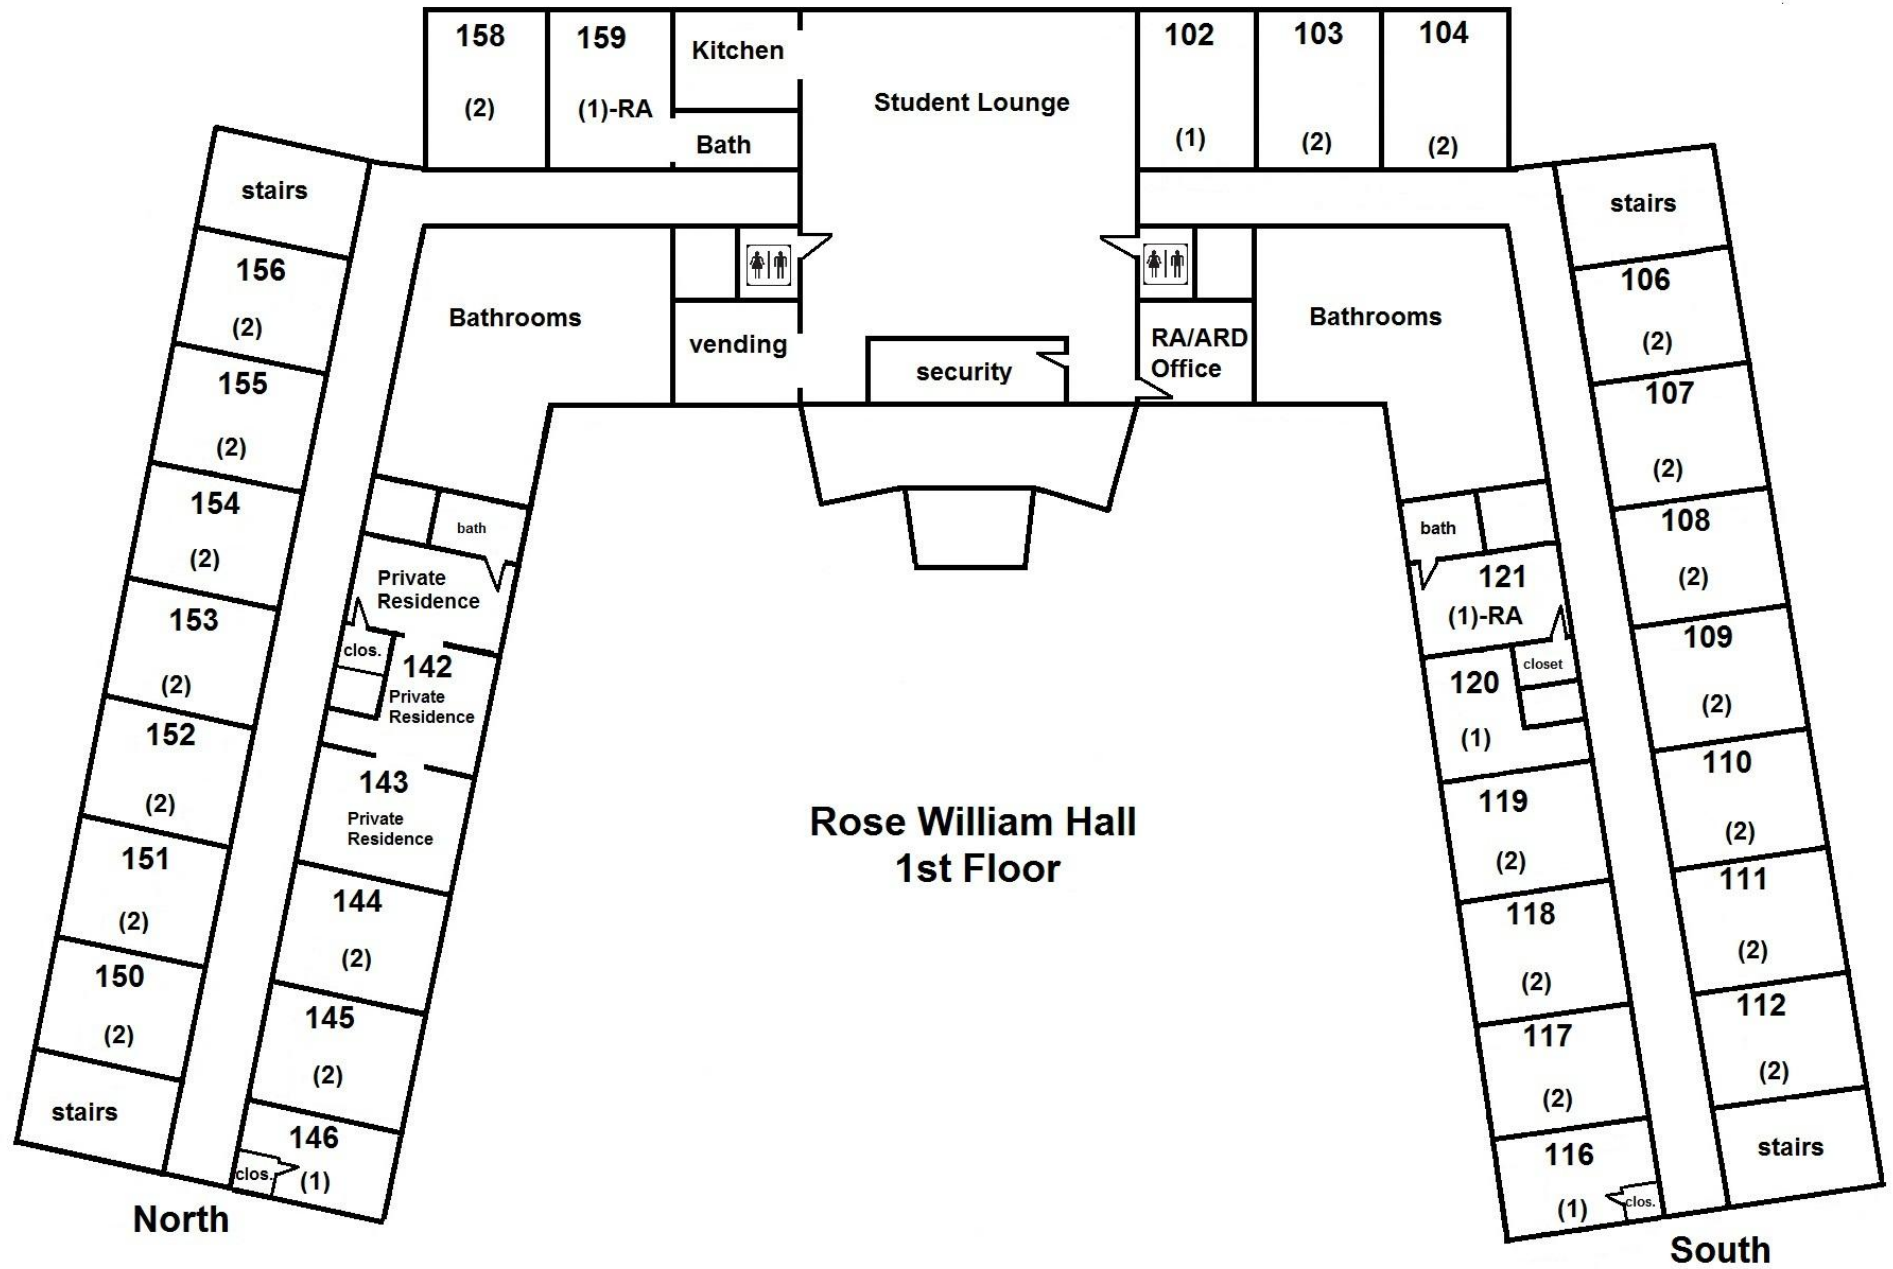 158
(2)
159
(1)-RA
Kitchen
Bath
Student Lounge
102
(1)
103
(2)
104
(2)
stairs
156
(2)
155
(2)
154
(2)
153
(2)
152
(2)
151
(2)
150
(2)
stairs
North
Bathrooms
vending
security
RA/ARD
Office
Bathrooms
bath
Private
Residence
clos.
142
Private
Residence
143
Private
Residence
144
(2)
145
(2)
146
clos.
(1)
Rose William Hall
1st Floor
bath
121
(1)-RA
closet
120
(1)
119
(2)
118
(2)
117
(2)
116
(1)
clos.
stairs
106
(2)
107
(2)
108
(2)
109
(2)
110
(2)
111
(2)
112
(2)
stairs
South